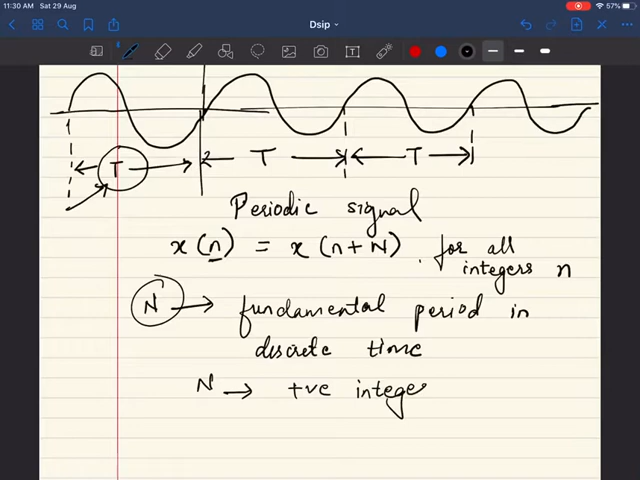 11:30 AM Sat 29 Aug
57%
Dsip
T
T T
Periodic signal
x (n) = x (n + N) , for all
integers n
N → fundamental period in
discrete time
N → +ve intege